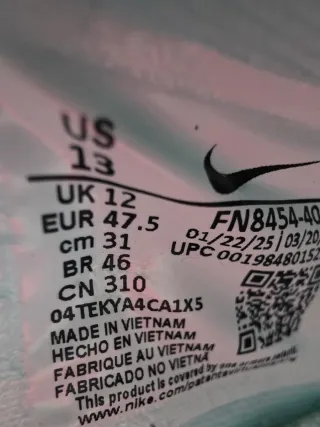 US
13
UK 12
EUR 47.5
cm 31
BR 46
CN 310
04TEKYA4CA1X5
MADE IN VIETNAM
HECHO EN VIETNAM
FABRIQUE AU VIETNAM
FABRICADO NO VIETNÃ
This product is covered by
www.nike.com/patents
FN8454-40
01/22/25 | 03/20/
UPC 00198480152